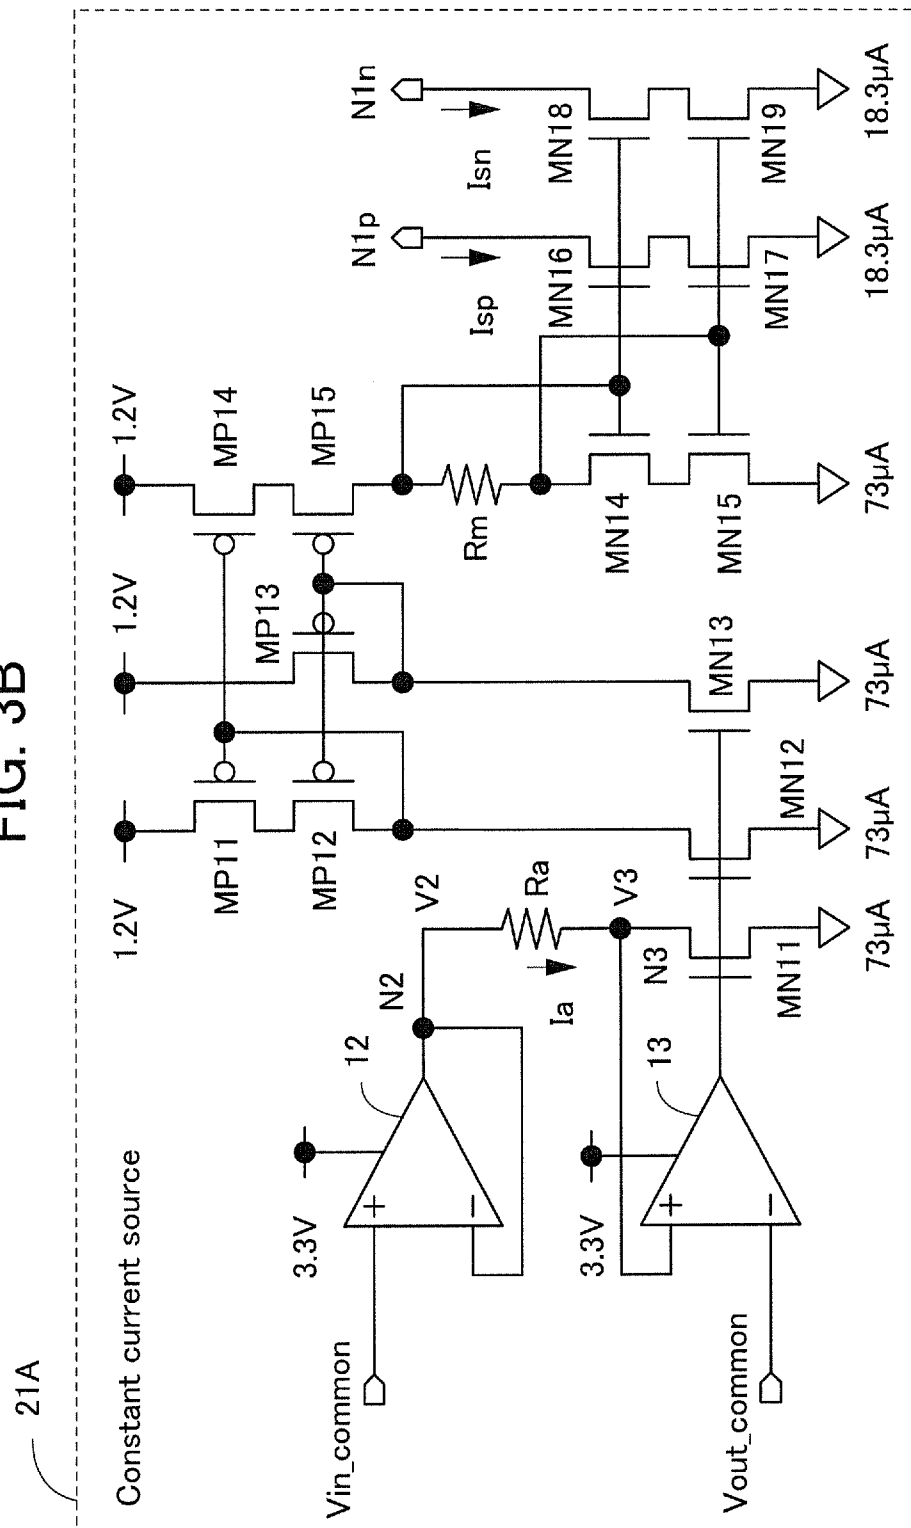 FIG. 3B
21A
Constant current source
1.2V
1.2V
1.2V
MP11
MP14
MP13
MP12
MP15
3.3V
12
N2
V2
Vin_common
+
−
Ra
Ia
Rm
N1p
N1n
Isp
Isn
3.3V
13
V3
N3
Vout_common
+
−
MN14
MN16
MN18
MN11
MN12
MN13
MN15
MN17
MN19
73µA
73µA
73µA
73µA
18.3µA
18.3µA